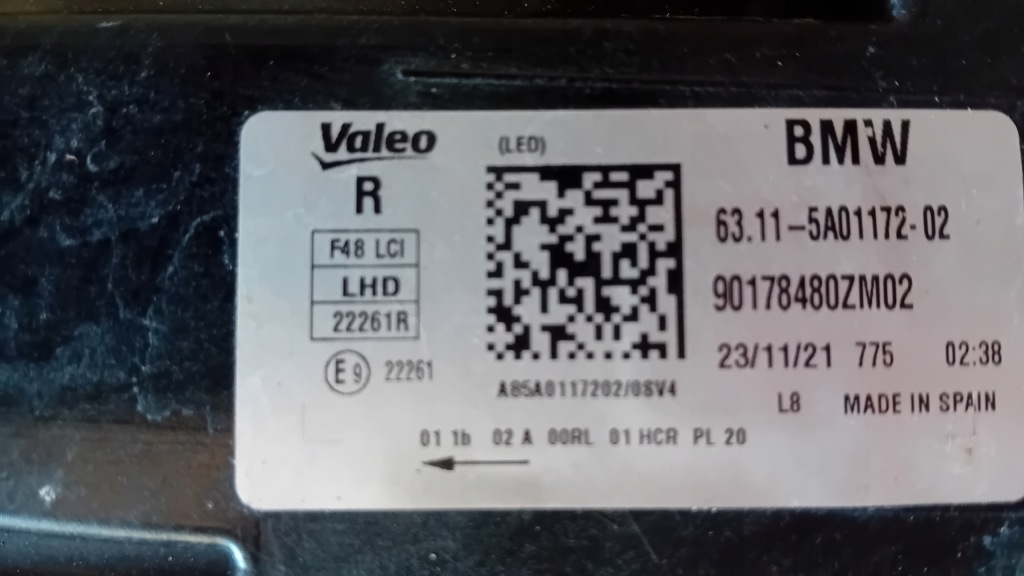 Valeo
R
F48 LCI
LHD
22261R
E9 22261
(LED)
A85A0117202/08V4
BMW
63.11-5A01172-02
90178480ZM02
23/11/21 775 02:38
L8 MADE IN SPAIN
01 1b 02 A 00RL 01 HCR PL 20